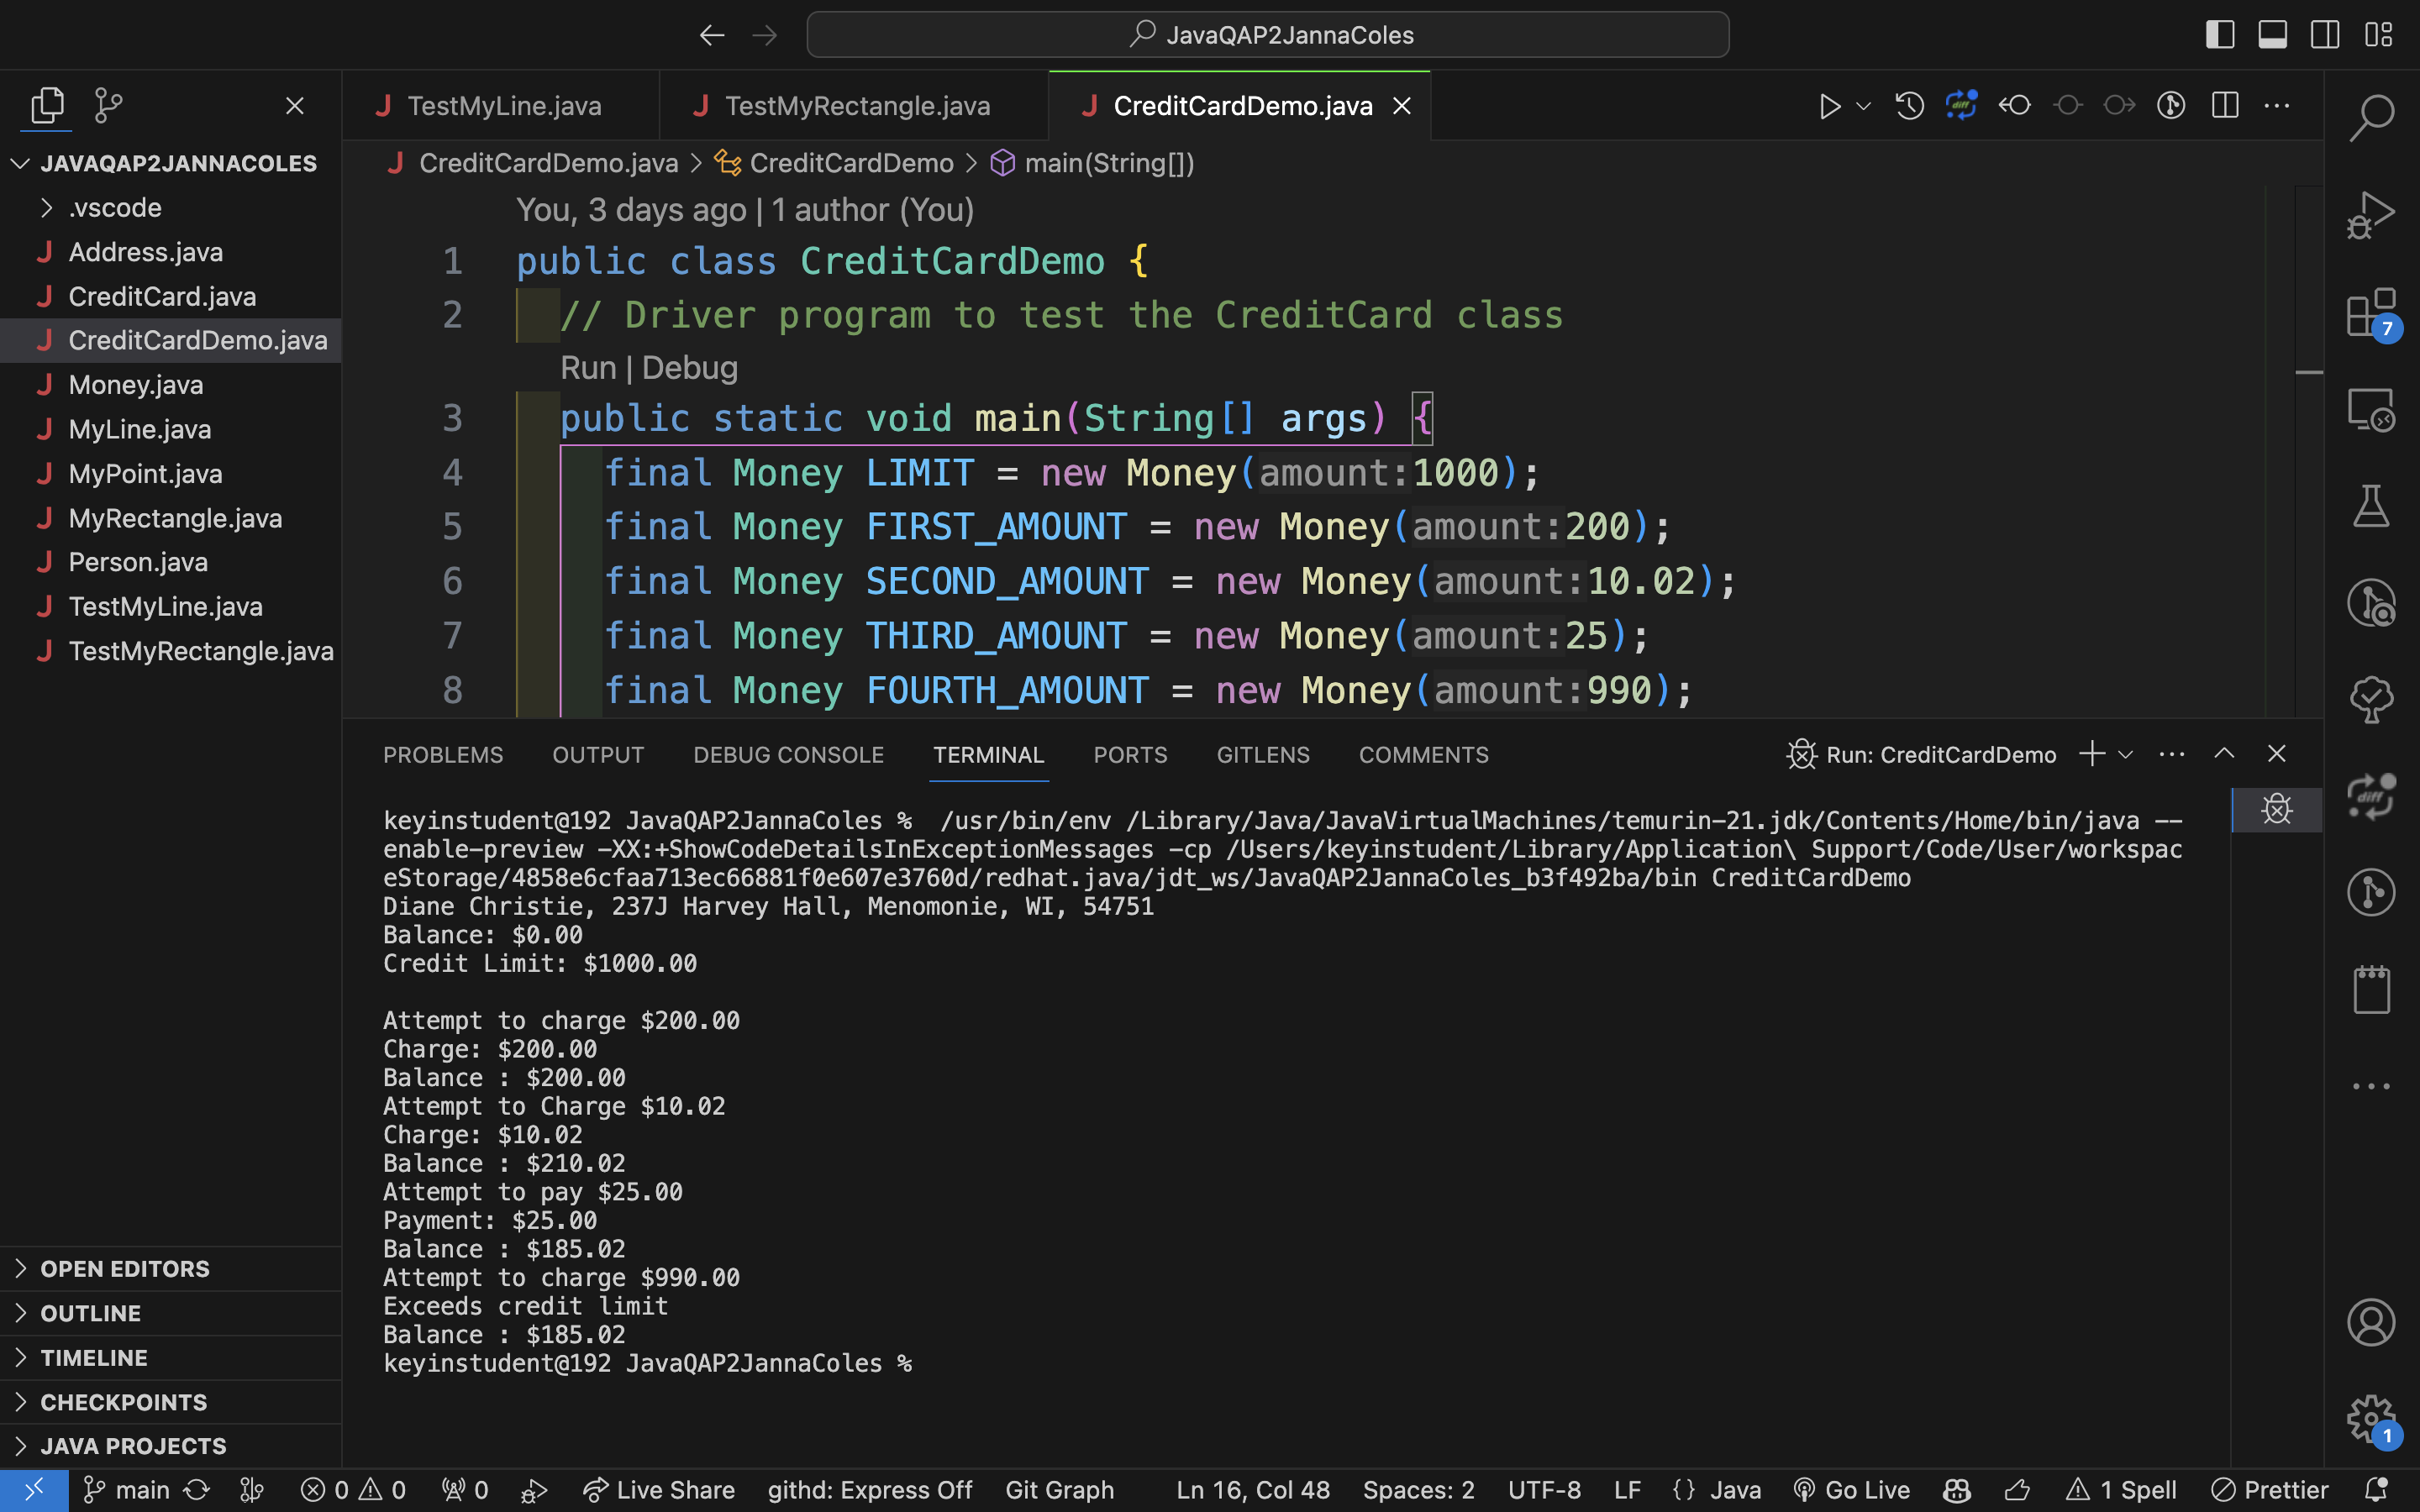 JavaQAP2JannaColes
JAVAQAP2JANNACOLES
.vscode
Address.java
CreditCard.java
CreditCardDemo.java
Money.java
MyLine.java
MyPoint.java
MyRectangle.java
Person.java
TestMyLine.java
TestMyRectangle.java
OPEN EDITORS
OUTLINE
TIMELINE
CHECKPOINTS
JAVA PROJECTS
TestMyLine.java TestMyRectangle.java CreditCardDemo.java
CreditCardDemo.java > CreditCardDemo > main(String[])
You, 3 days ago | 1 author (You)
1 public class CreditCardDemo {
2 // Driver program to test the CreditCard class
Run | Debug
3 public static void main(String[] args) {
4 final Money LIMIT = new Money(amount:1000);
5 final Money FIRST_AMOUNT = new Money(amount:200);
6 final Money SECOND_AMOUNT = new Money(amount:10.02);
7 final Money THIRD_AMOUNT = new Money(amount:25);
8 final Money FOURTH_AMOUNT = new Money(amount:990);
PROBLEMS OUTPUT DEBUG CONSOLE TERMINAL PORTS GITLENS COMMENTS Run: CreditCardDemo
keyinstudent@192 JavaQAP2JannaColes %  /usr/bin/env /Library/Java/JavaVirtualMachines/temurin-21.jdk/Contents/Home/bin/java --
enable-preview -XX:+ShowCodeDetailsInExceptionMessages -cp /Users/keyinstudent/Library/Application\ Support/Code/User/workspac
eStorage/4858e6cfaa713ec66881f0e607e3760d/redhat.java/jdt_ws/JavaQAP2JannaColes_b3f492ba/bin CreditCardDemo
Diane Christie, 237J Harvey Hall, Menomonie, WI, 54751
Balance: $0.00
Credit Limit: $1000.00
Attempt to charge $200.00
Charge: $200.00
Balance : $200.00
Attempt to Charge $10.02
Charge: $10.02
Balance : $210.02
Attempt to pay $25.00
Payment: $25.00
Balance : $185.02
Attempt to charge $990.00
Exceeds credit limit
Balance : $185.02
keyinstudent@192 JavaQAP2JannaColes %
diff
7
diff
1
main 0 0 0 Live Share githd: Express Off Git Graph Ln 16, Col 48 Spaces: 2 UTF-8 LF {} Java Go Live 1 Spell Prettier